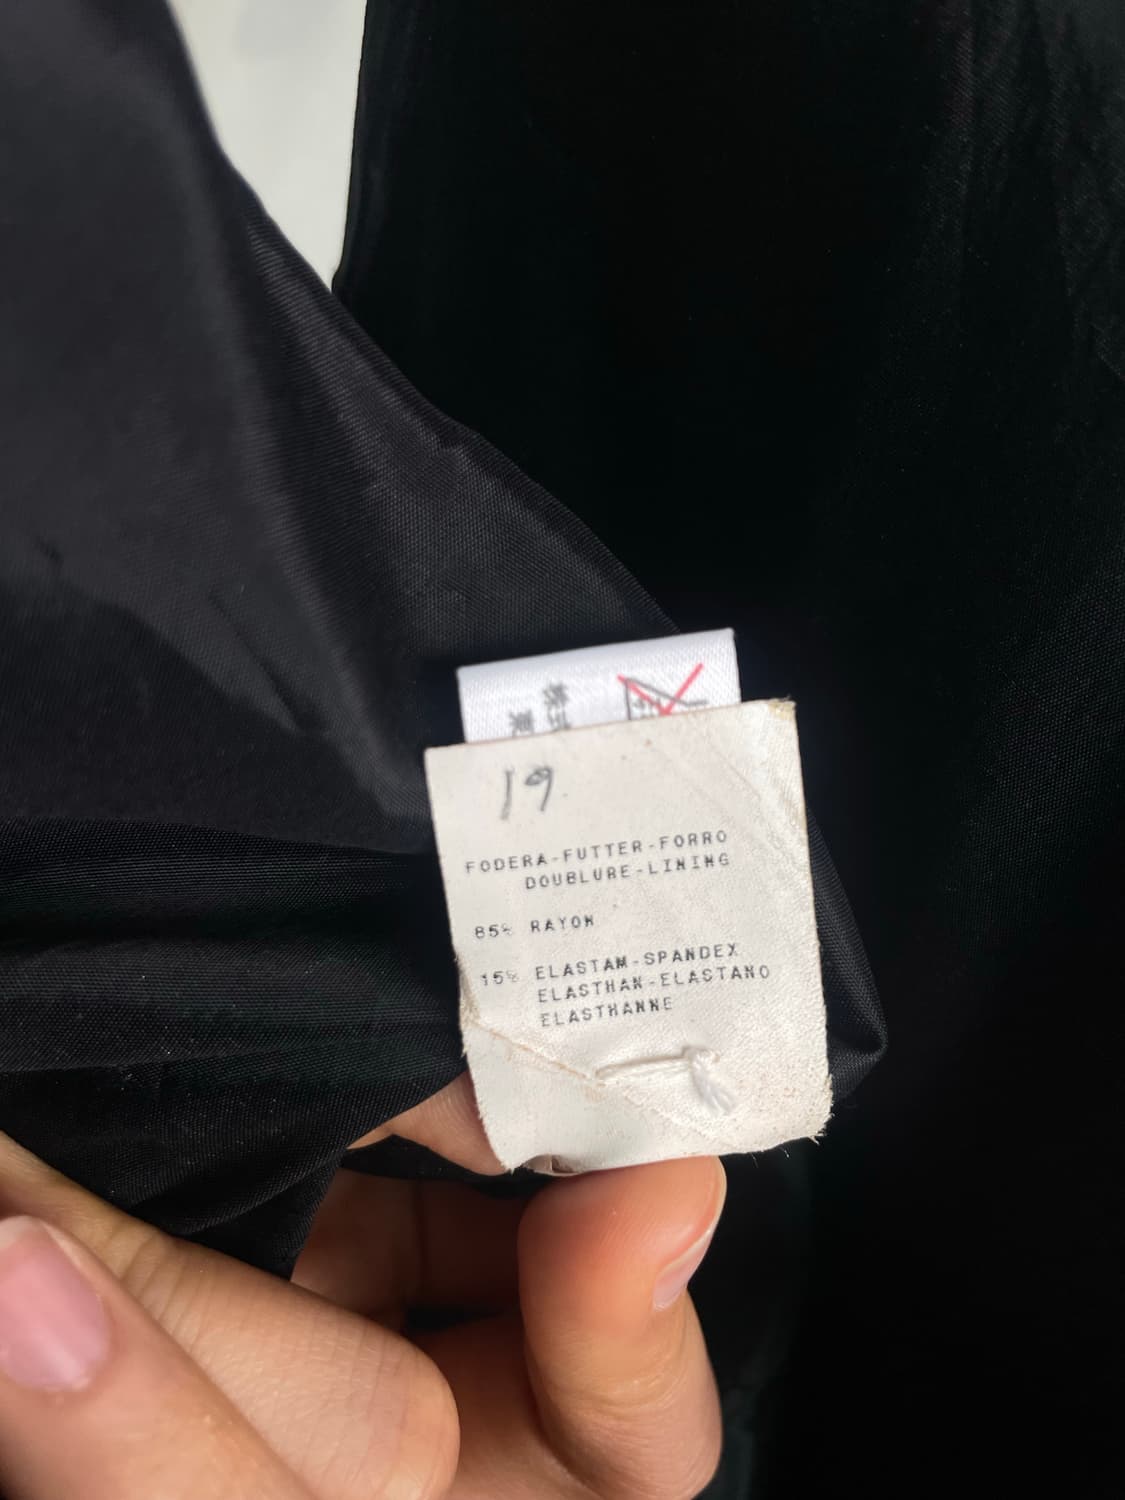 19
FODERA-FUTTER-FORRO
DOUBLURE-LINING
85% RAYON
15% ELASTAM-SPANDEX
ELASTHAN-ELASTANO
ELASTHANNE